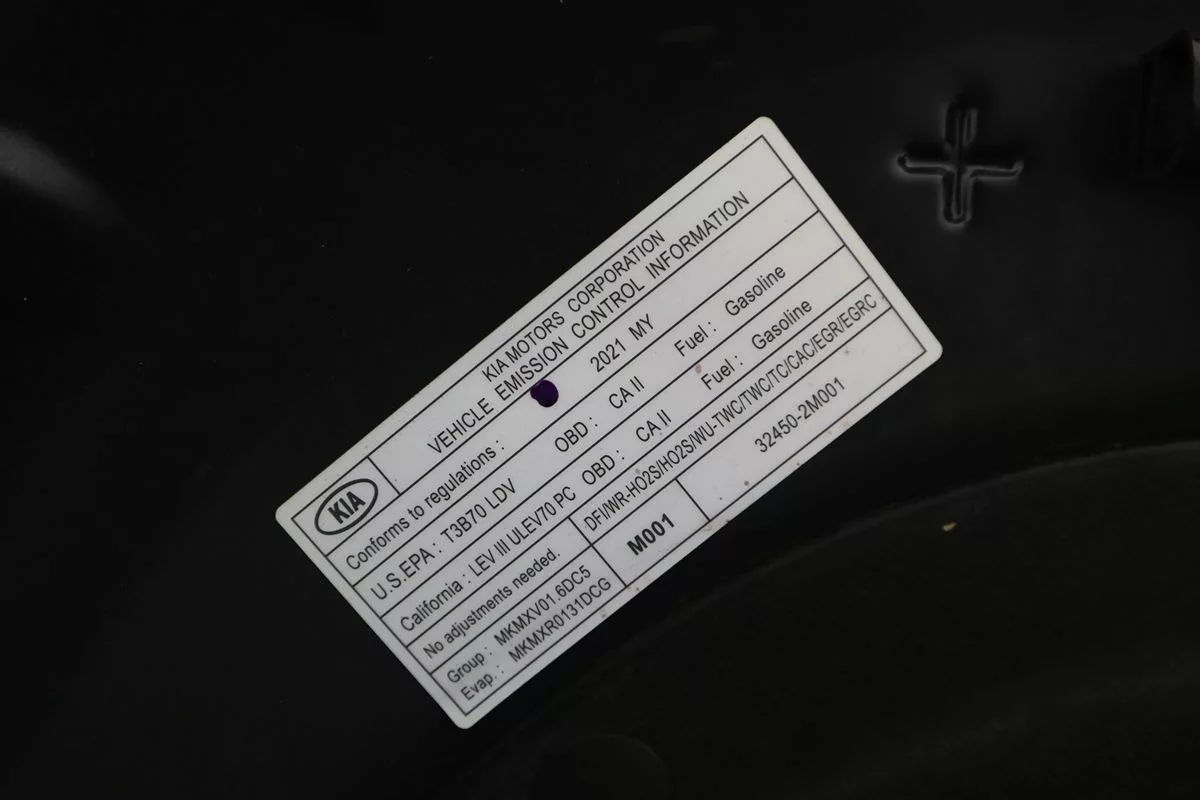 KIA
KIA MOTORS CORPORATION
VEHICLE EMISSION CONTROL INFORMATION
Conforms to regulations : 2021 MY
U.S.EPA : T3B70 LDV OBD : CA II Fuel : Gasoline
California : LEV III ULEV70 PC OBD : CA II Fuel : Gasoline
No adjustments needed. DFI/WR-HO2S/HO2S/WU-TWC/TWC/TC/CAC/EGR/EGRC
Group : MKMXV01.6DC5
Evap. : MKMXR0131DCG
M001
32450-2M001